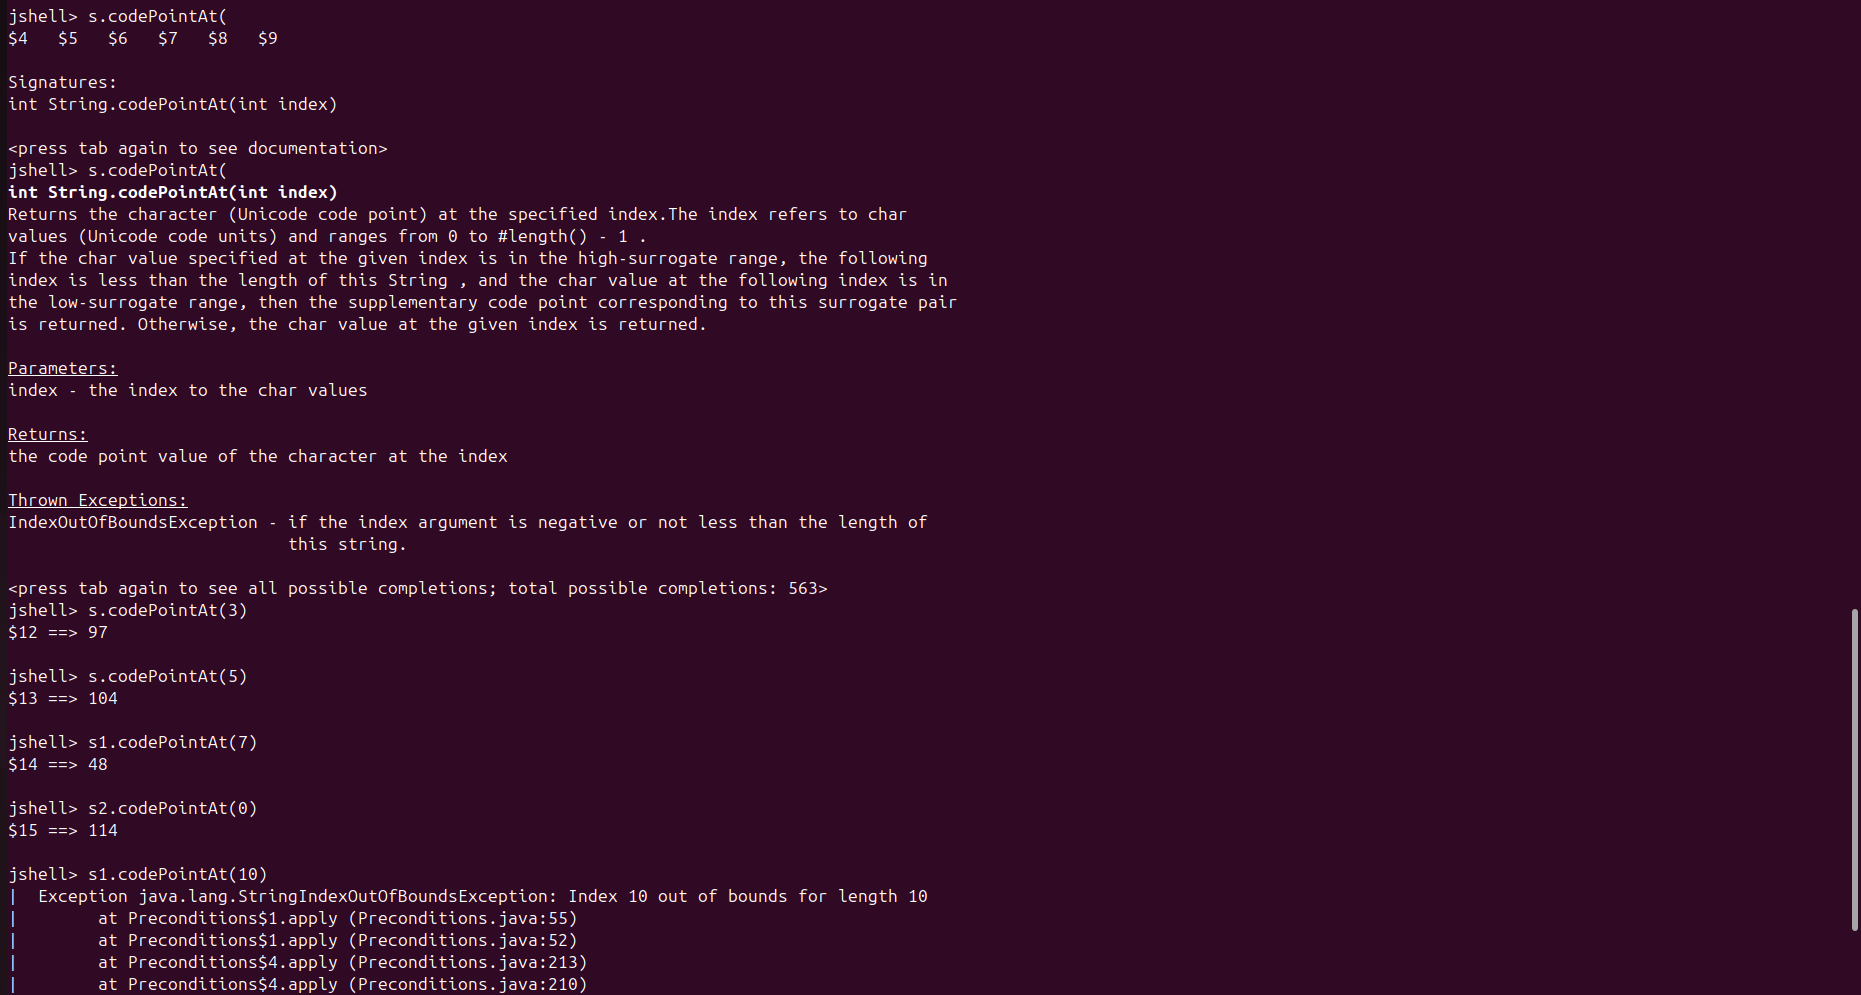 jshell> s.codePointAt(
$4   $5   $6   $7   $8   $9
Signatures:
int String.codePointAt(int index)
<press tab again to see documentation>
jshell> s.codePointAt(
int String.codePointAt(int index)
Returns the character (Unicode code point) at the specified index.The index refers to char
values (Unicode code units) and ranges from 0 to #length() - 1 .
If the char value specified at the given index is in the high-surrogate range, the following
index is less than the length of this String , and the char value at the following index is in
the low-surrogate range, then the supplementary code point corresponding to this surrogate pair
is returned. Otherwise, the char value at the given index is returned.
Parameters:
index - the index to the char values
Returns:
the code point value of the character at the index
Thrown Exceptions:
IndexOutOfBoundsException - if the index argument is negative or not less than the length of
                            this string.
<press tab again to see all possible completions; total possible completions: 563>
jshell> s.codePointAt(3)
$12 ==> 97
jshell> s.codePointAt(5)
$13 ==> 104
jshell> s1.codePointAt(7)
$14 ==> 48
jshell> s2.codePointAt(0)
$15 ==> 114
jshell> s1.codePointAt(10)
|  Exception java.lang.StringIndexOutOfBoundsException: Index 10 out of bounds for length 10
|        at Preconditions$1.apply (Preconditions.java:55)
|        at Preconditions$1.apply (Preconditions.java:52)
|        at Preconditions$4.apply (Preconditions.java:213)
|        at Preconditions$4.apply (Preconditions.java:210)